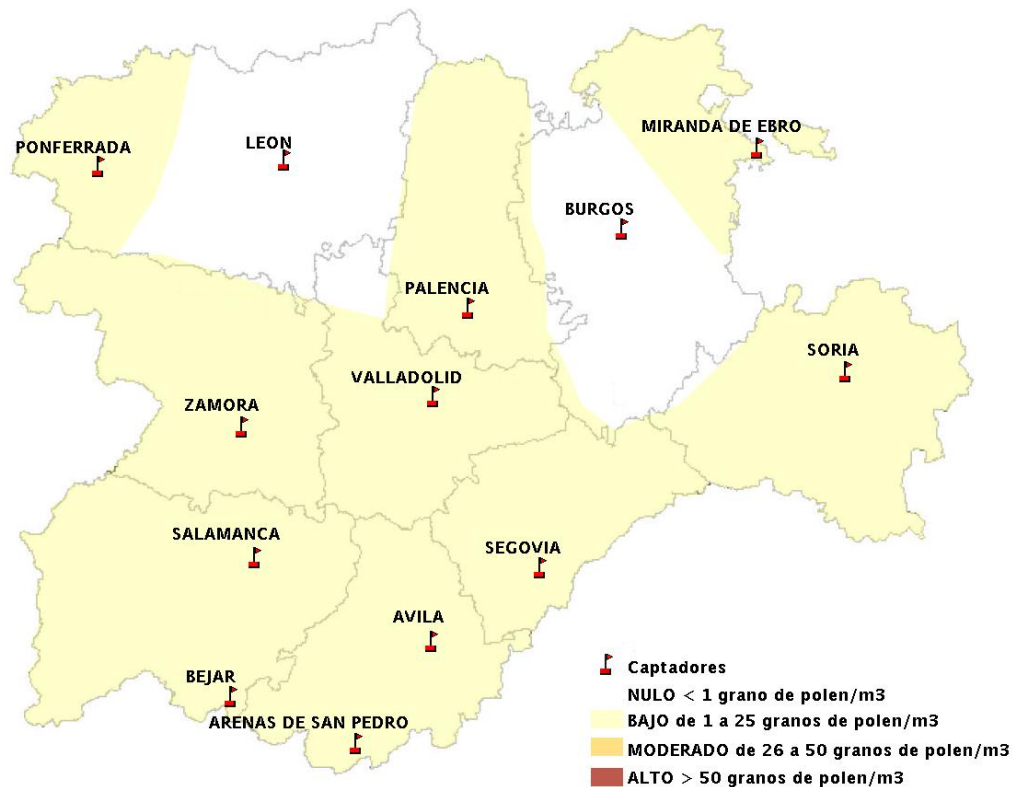 MIRANDA DE EBRO
PONFERRADA
LEON
BURGOS
PALENCIA
SORIA
VALLADOLID
ZAMORA
SALAMANCA
SEGOVIA
AVILA
BEJAR
ARENAS DE SAN PEDRO
Captadores
NULO < 1 grano de polen/m3
BAJO de 1 a 25 granos de polen/m3
MODERADO de 26 a 50 granos de polen/m3
ALTO > 50 granos de polen/m3